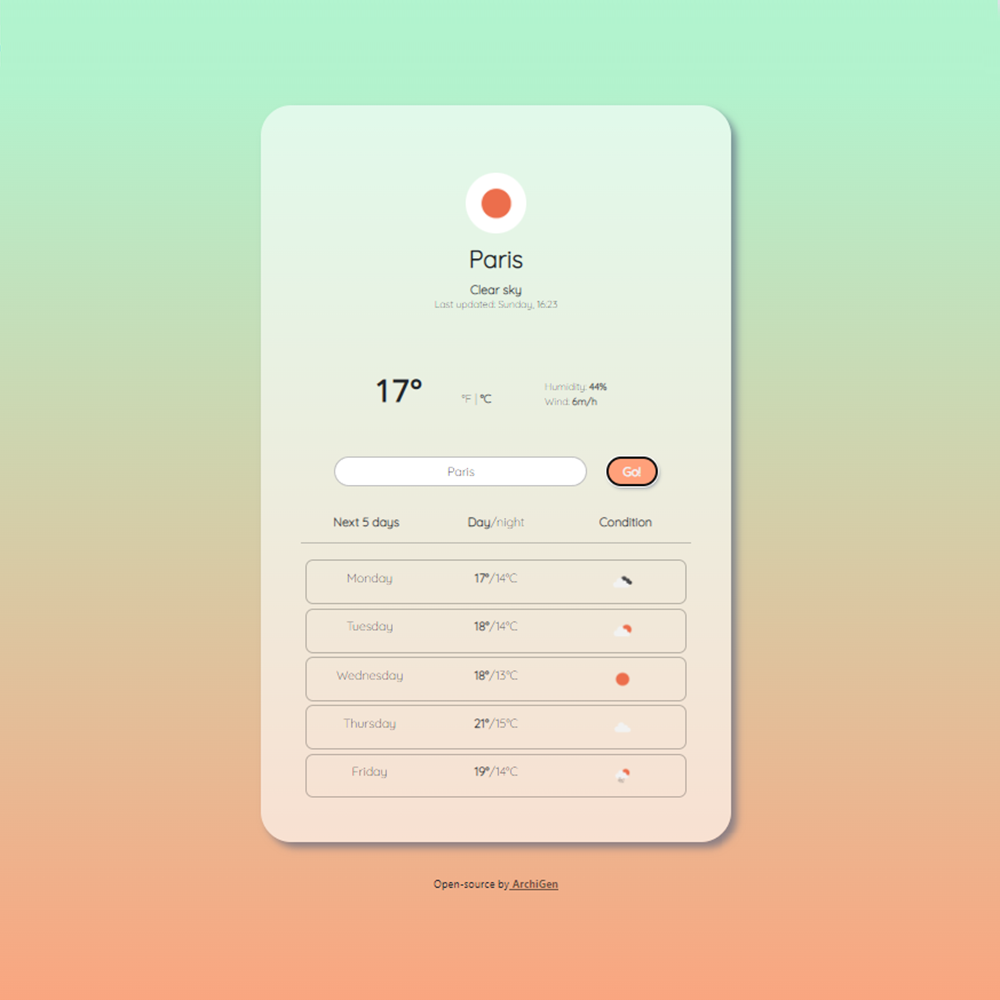 Paris
Clear sky
Last updated: Sunday, 16:23
17° °F | °C Humidity: 44%
Wind: 6m/h
Paris Go!
Next 5 days Day/night Condition
Monday 17°/14°C
Tuesday 18°/14°C
Wednesday 18°/13°C
Thursday 21°/15°C
Friday 19°/14°C
Open-source by ArchiGen